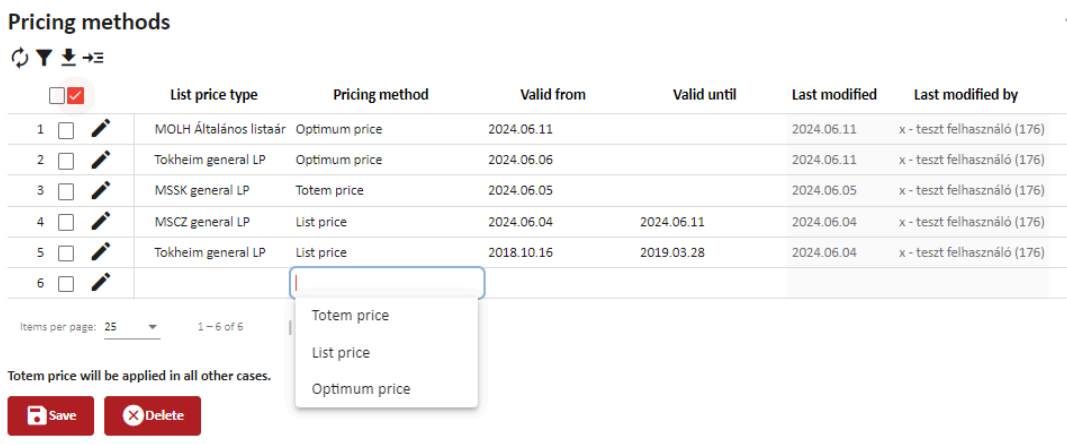 Pricing methods
List price type Pricing method Valid from Valid until Last modified Last modified by
1 MOLH Általános listaár Optimum price 2024.06.11 2024.06.11 x - teszt felhasználó (176)
2 Tokheim general LP Optimum price 2024.06.06 2024.06.11 x - teszt felhasználó (176)
3 MSSK general LP Totem price 2024.06.05 2024.06.05 x - teszt felhasználó (176)
4 MSCZ general LP List price 2024.06.04 2024.06.11 2024.06.04 x - teszt felhasználó (176)
5 Tokheim general LP List price 2018.10.16 2019.03.28 2024.06.04 x - teszt felhasználó (176)
6
Totem price
List price
Optimum price
Items per page: 25 1 – 6 of 6
Totem price will be applied in all other cases.
Save Delete